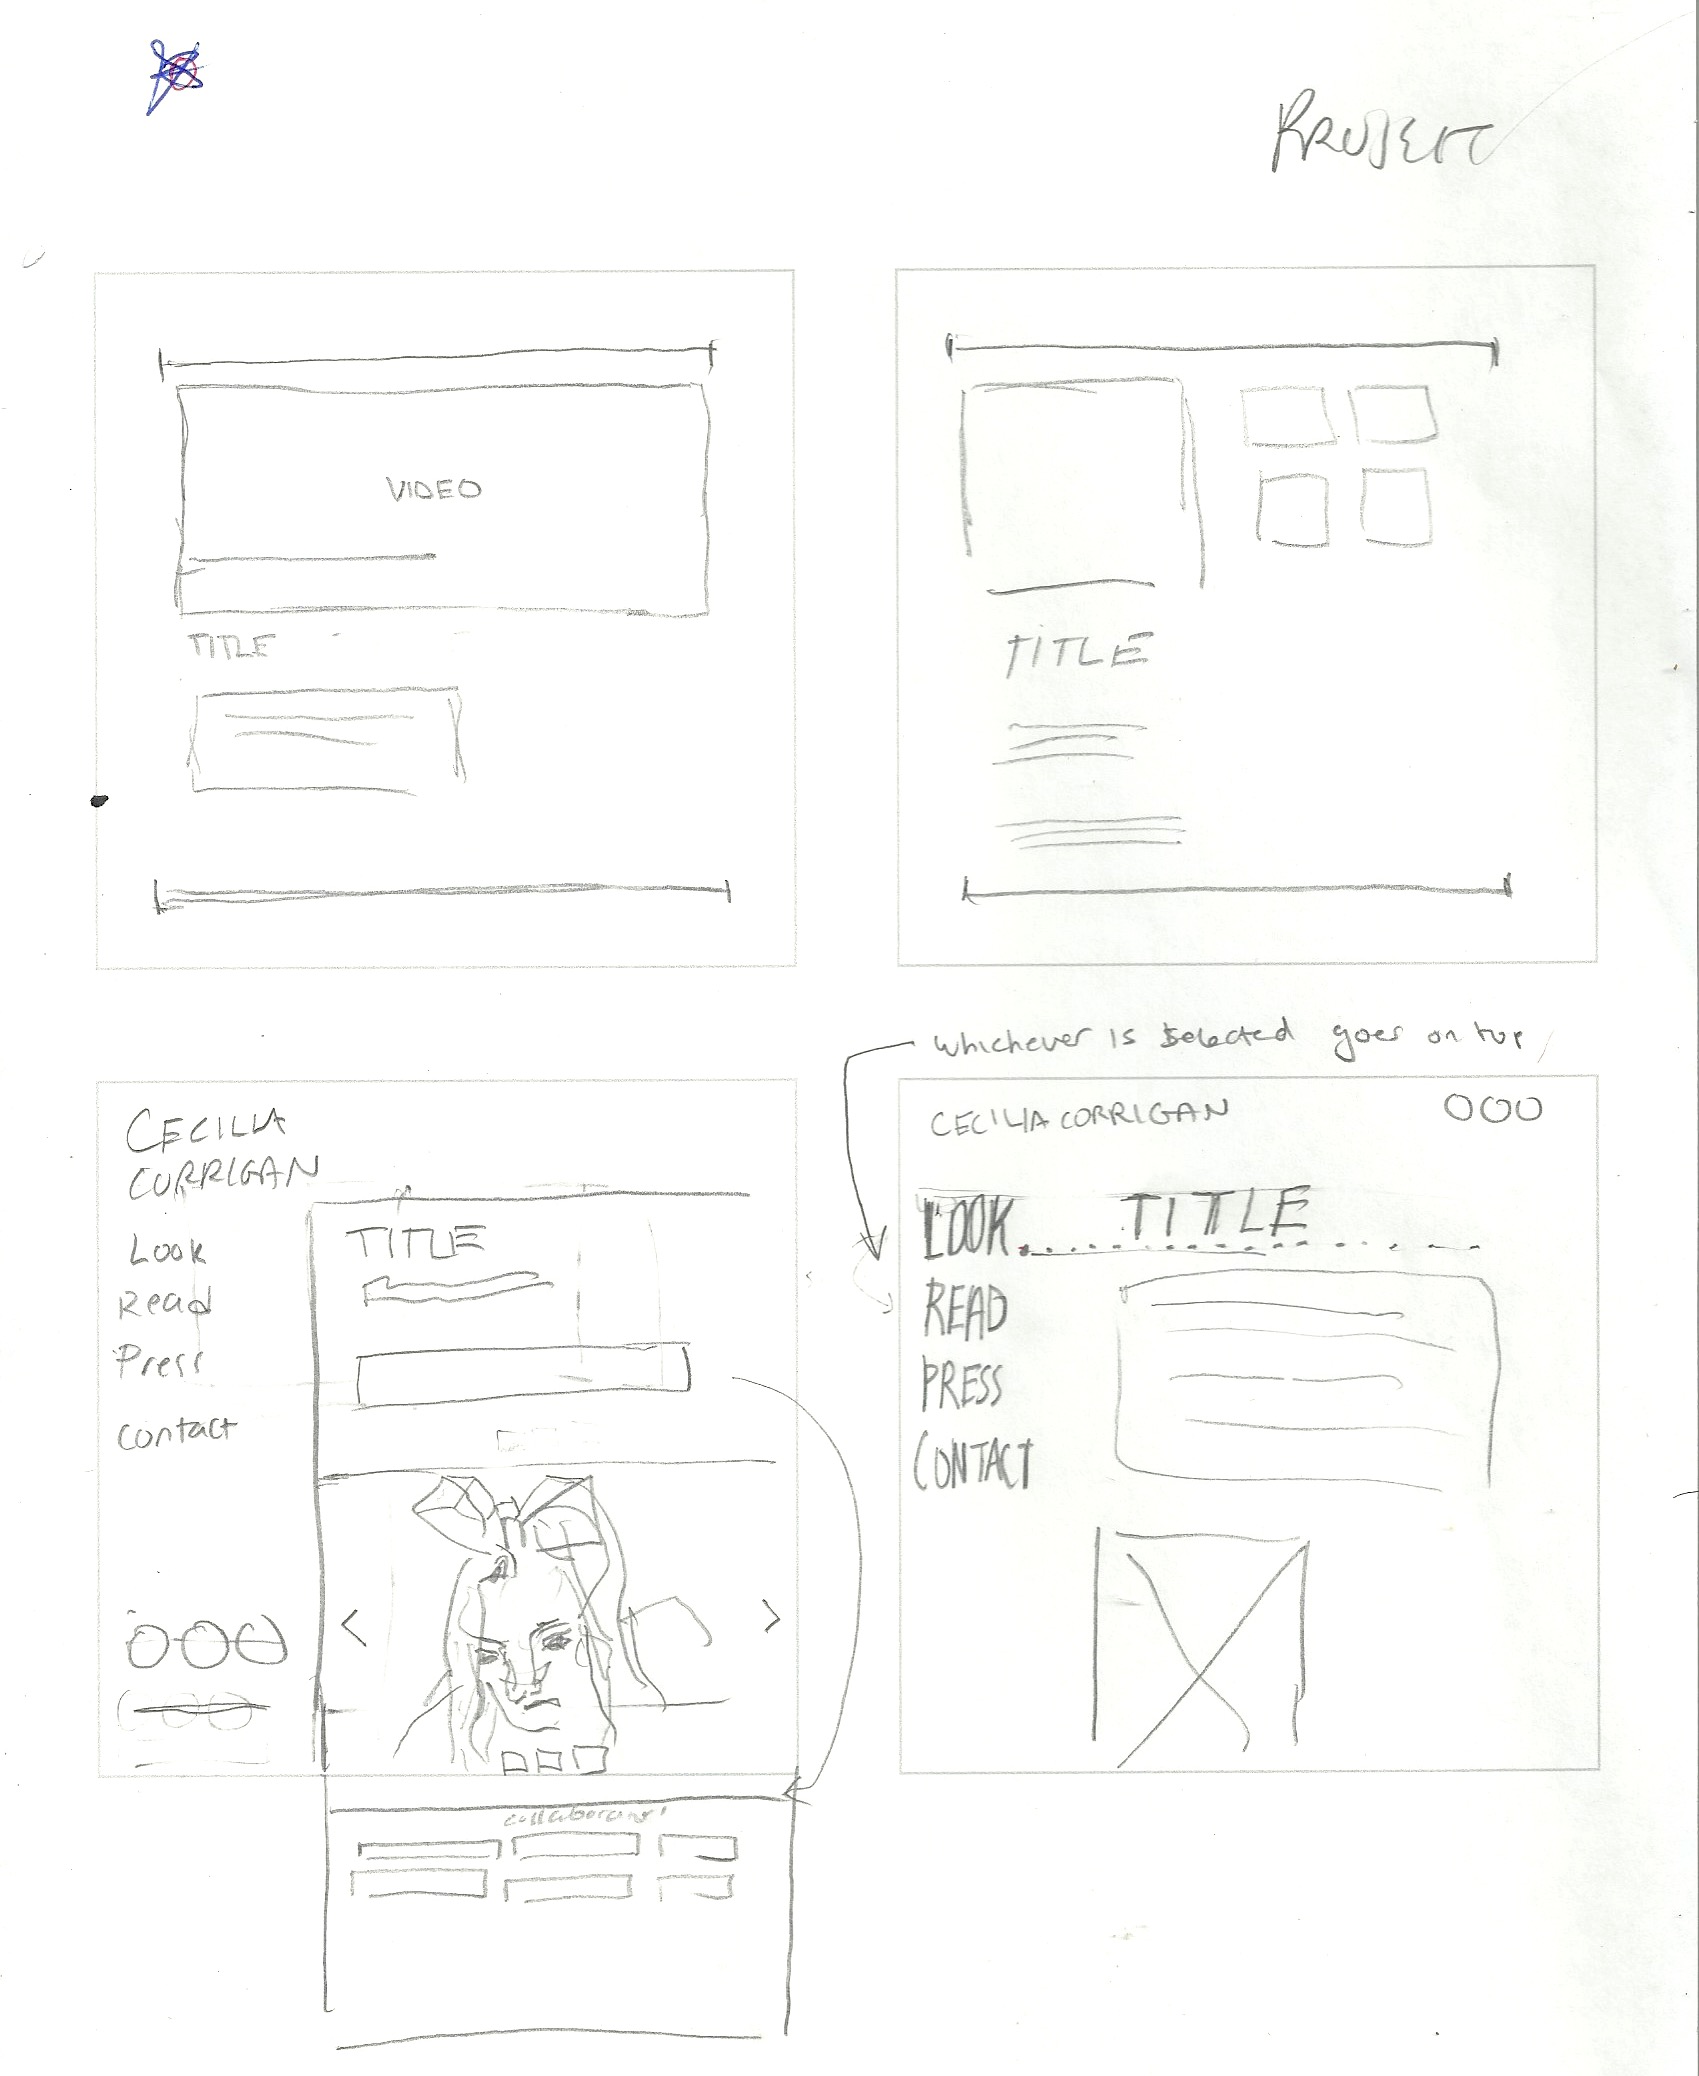 PROJECT
VIDEO
TITLE
TITLE
whichever is selected goes on top
CECILIA
CORRIGAN
Look
Read
Press
Contact
TITLE
CECILIA CORRIGAN
LOOK
TITLE
READ
PRESS
CONTACT